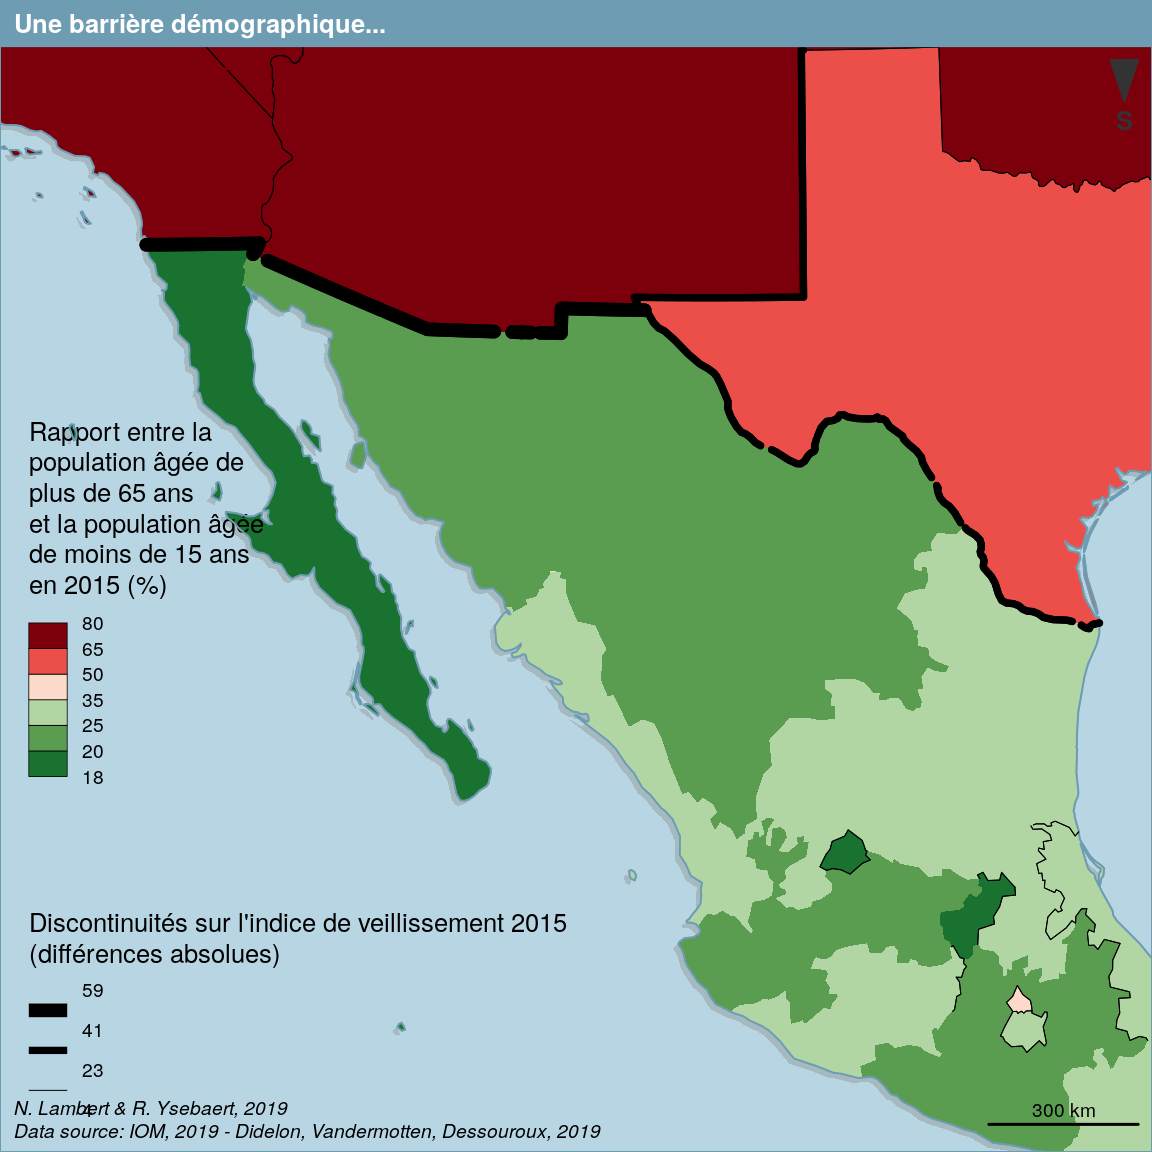 Une barrière démographique...
S
Rapport entre la
population âgée de
plus de 65 ans
et la population âgée
de moins de 15 ans
en 2015 (%)
80
65
50
35
25
20
18
Discontinuités sur l'indice de veillissement 2015
(différences absolues)
59
41
23
4
N. Lambert & R. Ysebaert, 2019
Data source: IOM, 2019 - Didelon, Vandermotten, Dessouroux, 2019
300 km